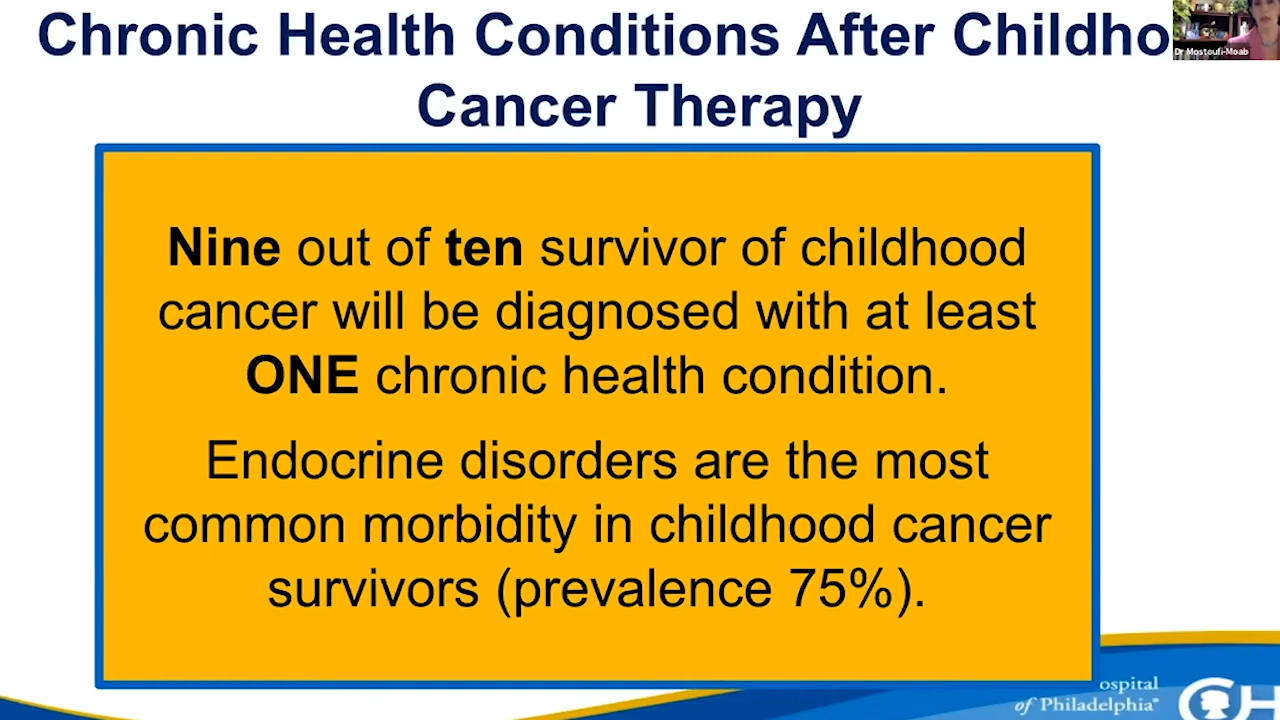 Chronic Health Conditions After Childho
Cancer Therapy
Dr Mostoufi-Moab
Nine out of ten survivor of childhood
cancer will be diagnosed with at least
ONE chronic health condition.
Endocrine disorders are the most
common morbidity in childhood cancer
survivors (prevalence 75%).
ospital
of Philadelphia®
CH